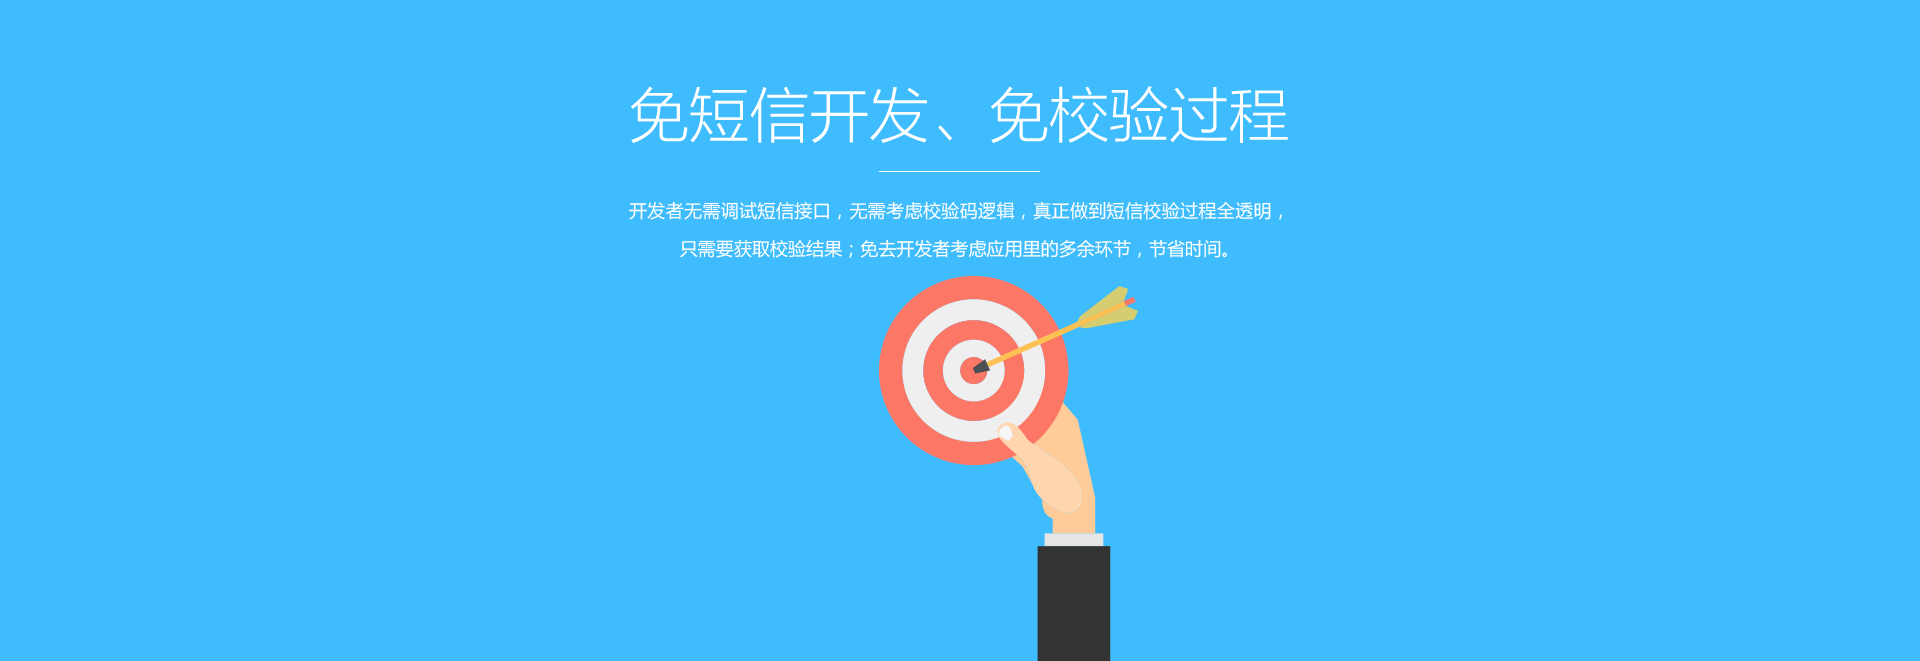 免短信开发、免校验过程
开发者无需调试短信接口，无需考虑校验码逻辑，真正做到短信校验过程全透明，
只需要获取校验结果；免去开发者考虑应用里的多余环节，节省时间。